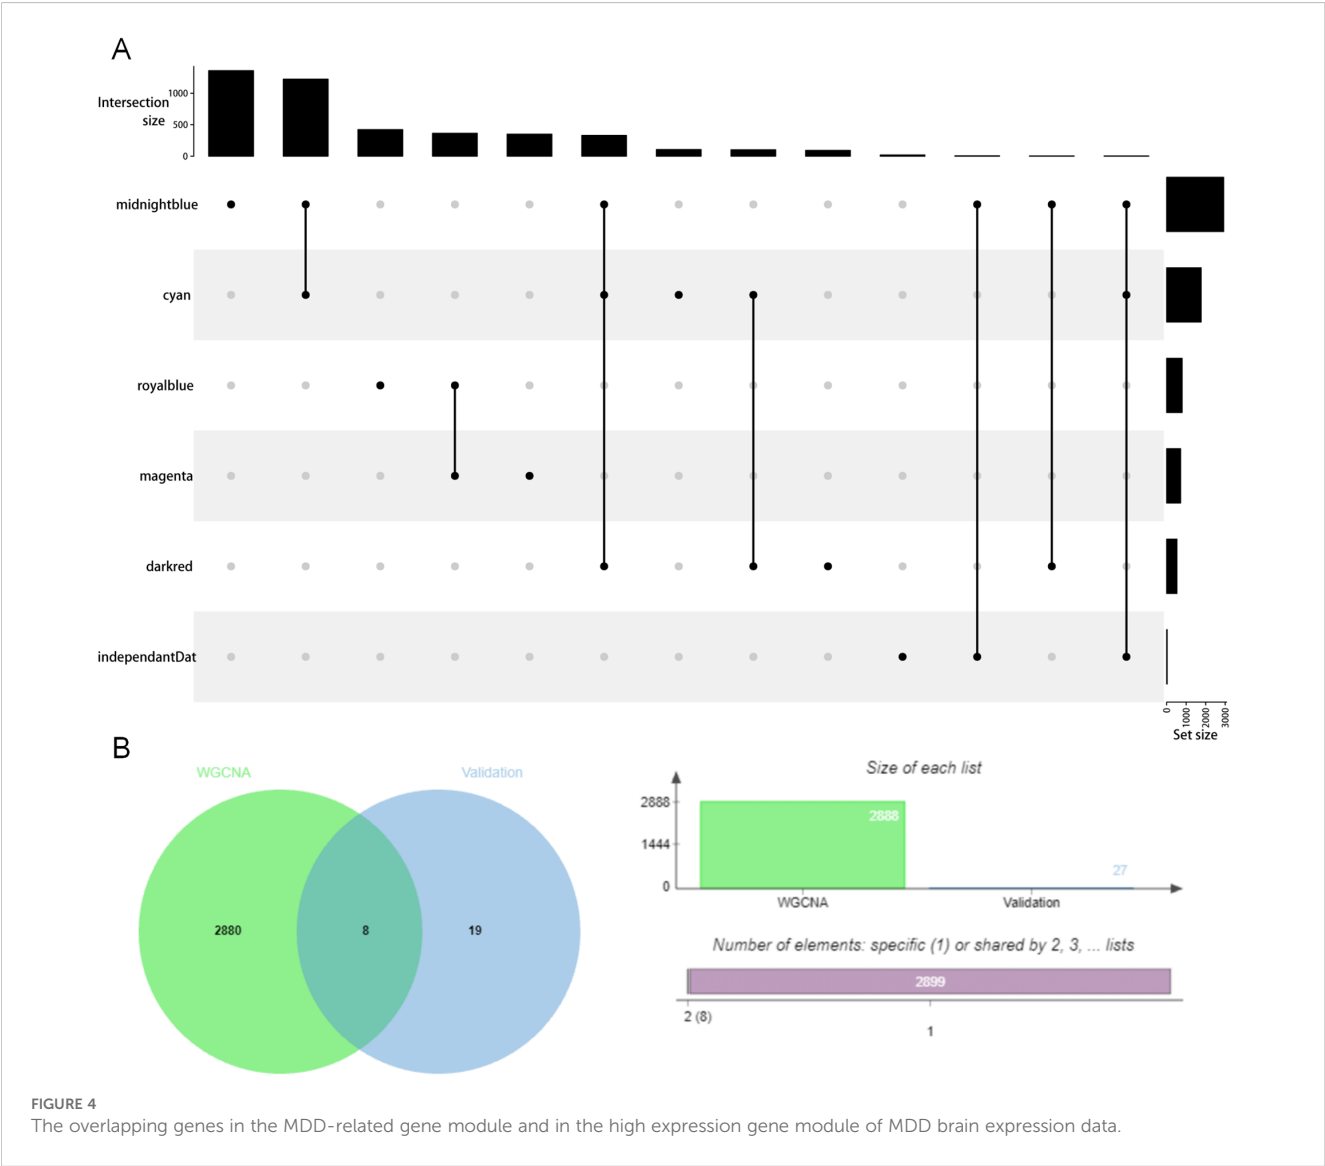 A
Intersection
size
1000
500
0
midnightblue
cyan
royalblue
magenta
darkred
independantDat
0
1000
2000
3000
Set size
B
WGCNA
Validation
2880
8
19
Size of each list
2888
1444
0
2888
27
WGCNA
Validation
Number of elements: specific (1) or shared by 2, 3, ... lists
2899
2 (8)
1
FIGURE 4
The overlapping genes in the MDD-related gene module and in the high expression gene module of MDD brain expression data.